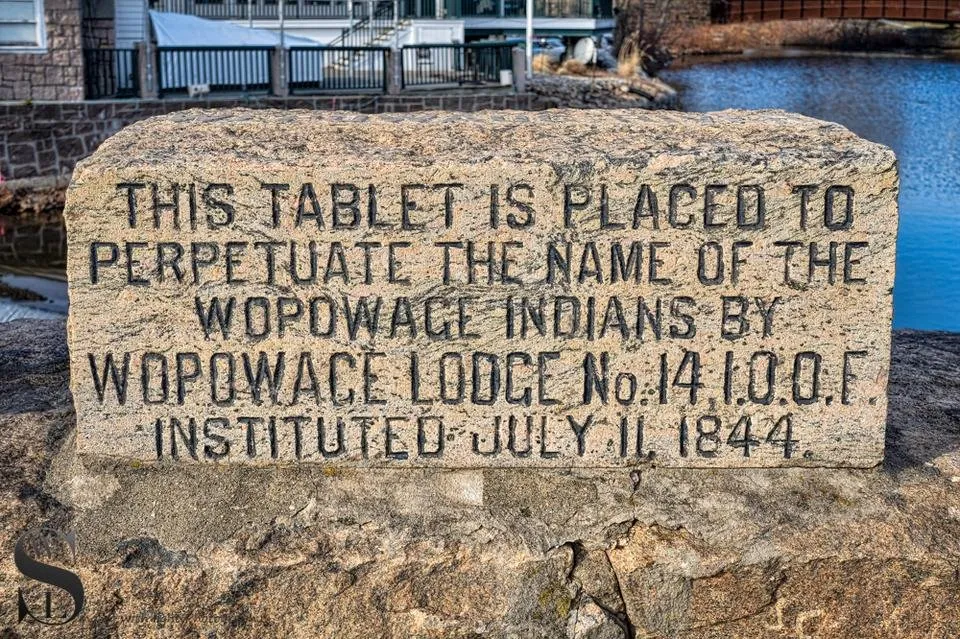 THIS TABLET IS PLACED TO
PERPETUATE THE NAME OF THE
WOPOWAGE INDIANS BY
WOPOWAGE LODGE No. 14, I.O.O.F.
INSTITUTED JULY 11, 1844.